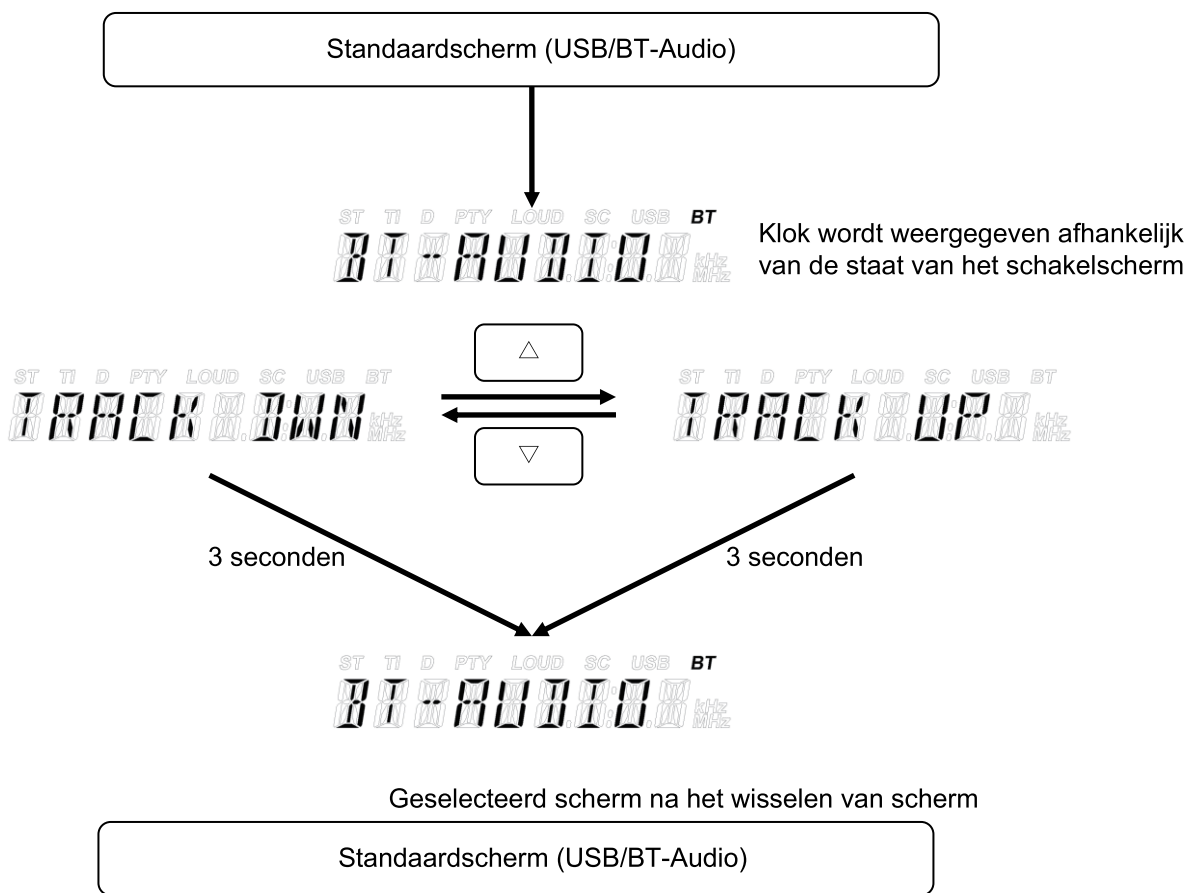 Standaardscherm (USB/BT-Audio)
ST TI D PTY LOUD SC USB BT
BT-AUDIO kHz MHz
Klok wordt weergegeven afhankelijk
van de staat van het schakelscherm
△
ST TI D PTY LOUD SC USB BT
TRACK DWN kHz MHz
ST TI D PTY LOUD SC USB BT
TRACK UP kHz MHz
▽
3 seconden
3 seconden
ST TI D PTY LOUD SC USB BT
BT-AUDIO kHz MHz
Geselecteerd scherm na het wisselen van scherm
Standaardscherm (USB/BT-Audio)